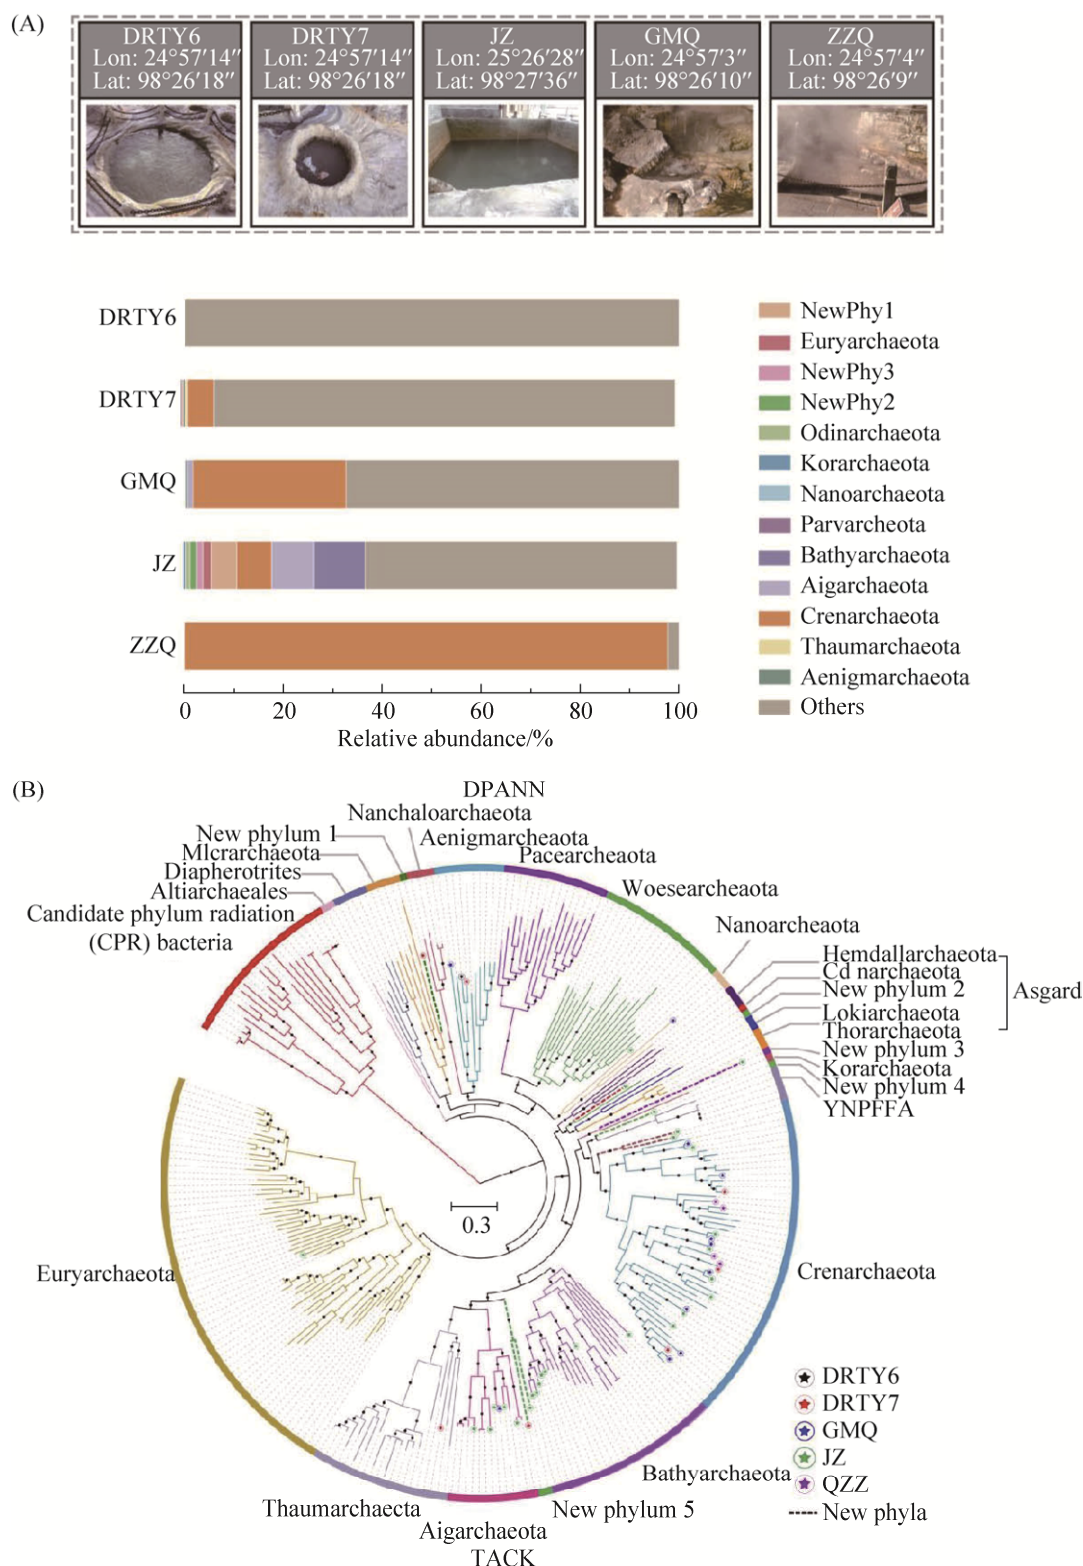 (A)
DRTY6
Lon: 24°57′14″
Lat: 98°26′18″
DRTY7
Lon: 24°57′14″
Lat: 98°26′18″
JZ
Lon: 25°26′28″
Lat: 98°27′36″
GMQ
Lon: 24°57′3″
Lat: 98°26′10″
ZZQ
Lon: 24°57′4″
Lat: 98°26′9″
DRTY6
DRTY7
GMQ
JZ
ZZQ
0 20 40 60 80 100
Relative abundance/%
NewPhy1
Euryarchaeota
NewPhy3
NewPhy2
Odinarchaeota
Korarchaeota
Nanoarchaeota
Parvarcheota
Bathyarchaeota
Aigarchaeota
Crenarchaeota
Thaumarchaeota
Aenigmarchaeota
Others
(B)
DPANN
Nanchaloarchaeota
New phylum 1
Aenigmarcheaota
Mlcrarchaeota
Pacearcheaota
Diapherotrites
Woesearcheaota
Altiarchaeales
Candidate phylum radiation
(CPR) bacteria
Nanoarcheaota
Hemdallarchaeota
Cd narchaeota
New phylum 2
Lokiarchaeota
Thorarchaeota
Asgard
New phylum 3
Korarchaeota
New phylum 4
YNPFFA
0.3
Euryarchaeota
Crenarchaeota
DRTY6
DRTY7
GMQ
JZ
QZZ
New phyla
Bathyarchaeota
New phylum 5
Thaumarchaecta
Aigarchaeota
TACK